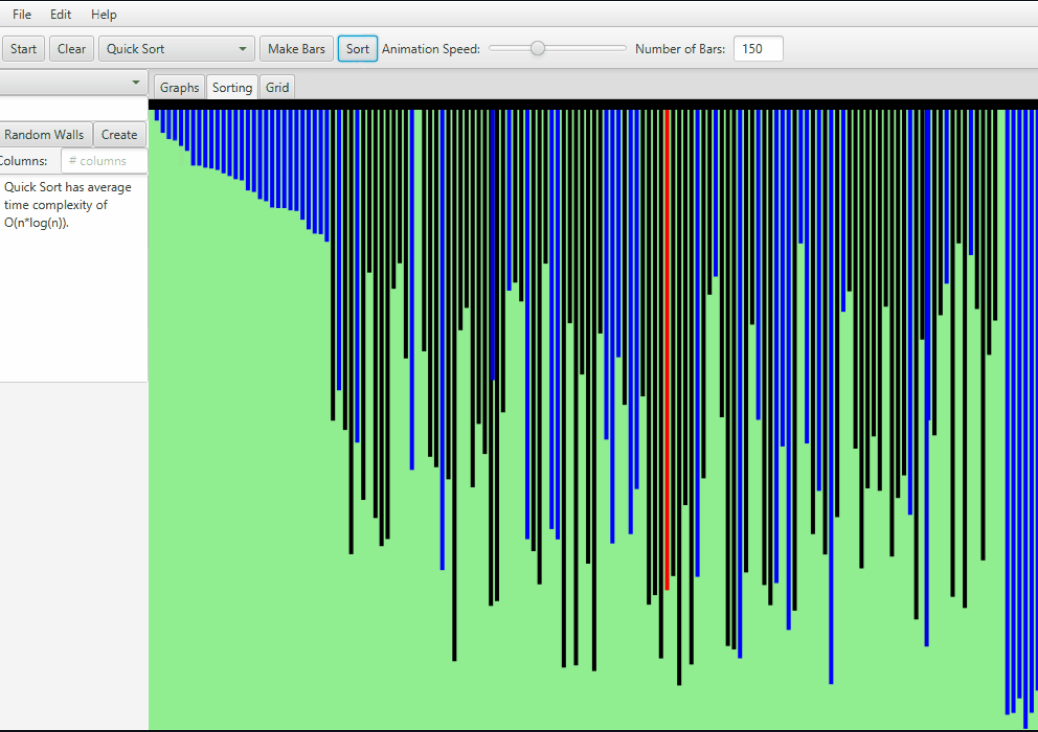 File Edit Help
Start Clear Quick Sort Make Bars Sort Animation Speed: Number of Bars: 150
Graphs Sorting Grid
Random Walls Create
Columns: # columns
Quick Sort has average
time complexity of
O(n*log(n)).